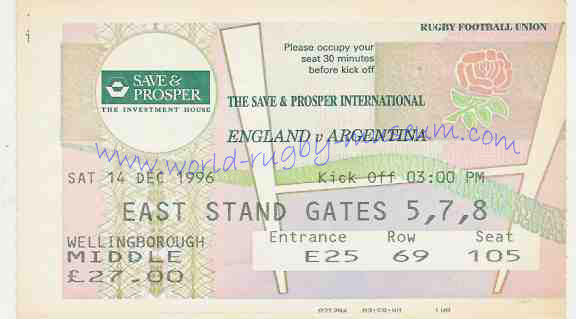 RUGBY FOOTBALL UNION
Please occupy your
seat 30 minutes
before kick off
SAVE &
PROSPER
THE INVESTMENT HOUSE
THE SAVE & PROSPER INTERNATIONAL
ENGLAND v ARGENTINA
www.world-rugby-museum.com
SAT 14 DEC 1996 Kick Off 03:00 PM
EAST STAND GATES 5,7,8
WELLINGBOROUGH Entrance Row Seat
MIDDLE E25 69 105
£27.00